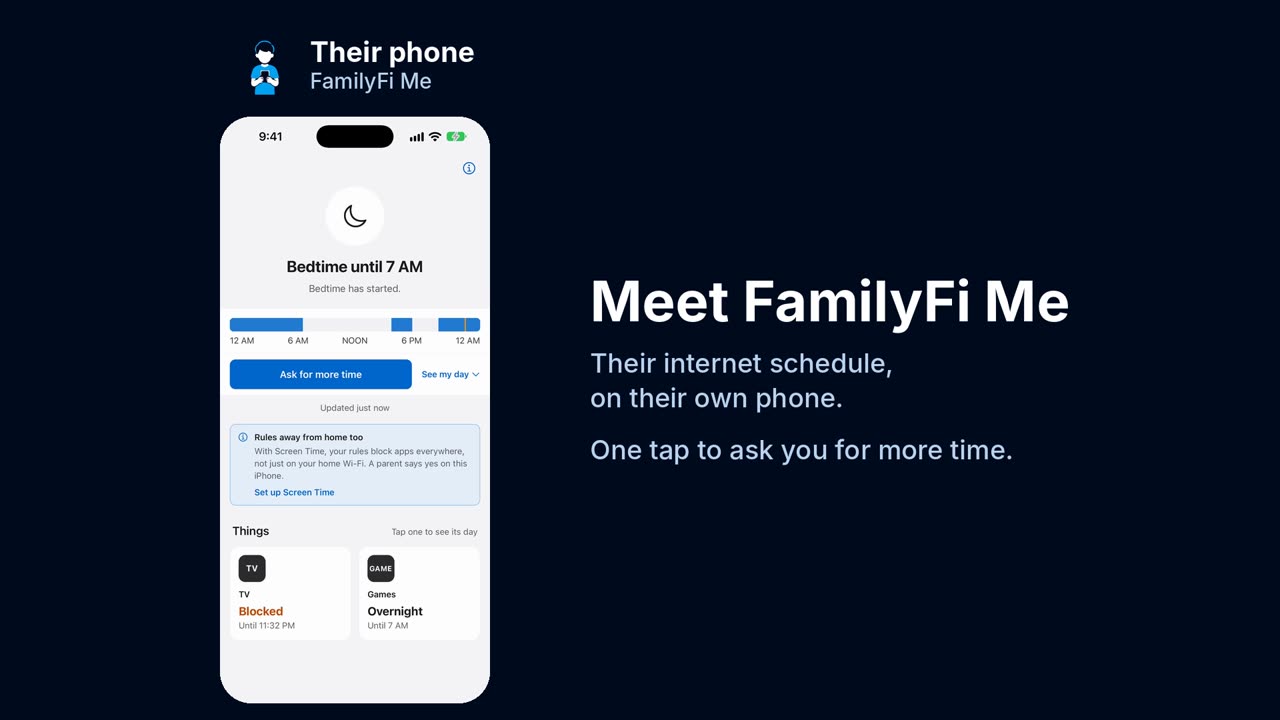 Their phone
FamilyFi Me
9:41
Bedtime until 7 AM
Bedtime has started.
12 AM 6 AM NOON 6 PM 12 AM
Ask for more time
See my day
Updated just now
Rules away from home too
With Screen Time, your rules block apps everywhere,
not just on your home Wi-Fi. A parent says yes on this
iPhone.
Set up Screen Time
Things
Tap one to see its day
TV
TV
Blocked
Until 11:32 PM
GAME
Games
Overnight
Until 7 AM
Meet FamilyFi Me
Their internet schedule,
on their own phone.
One tap to ask you for more time.